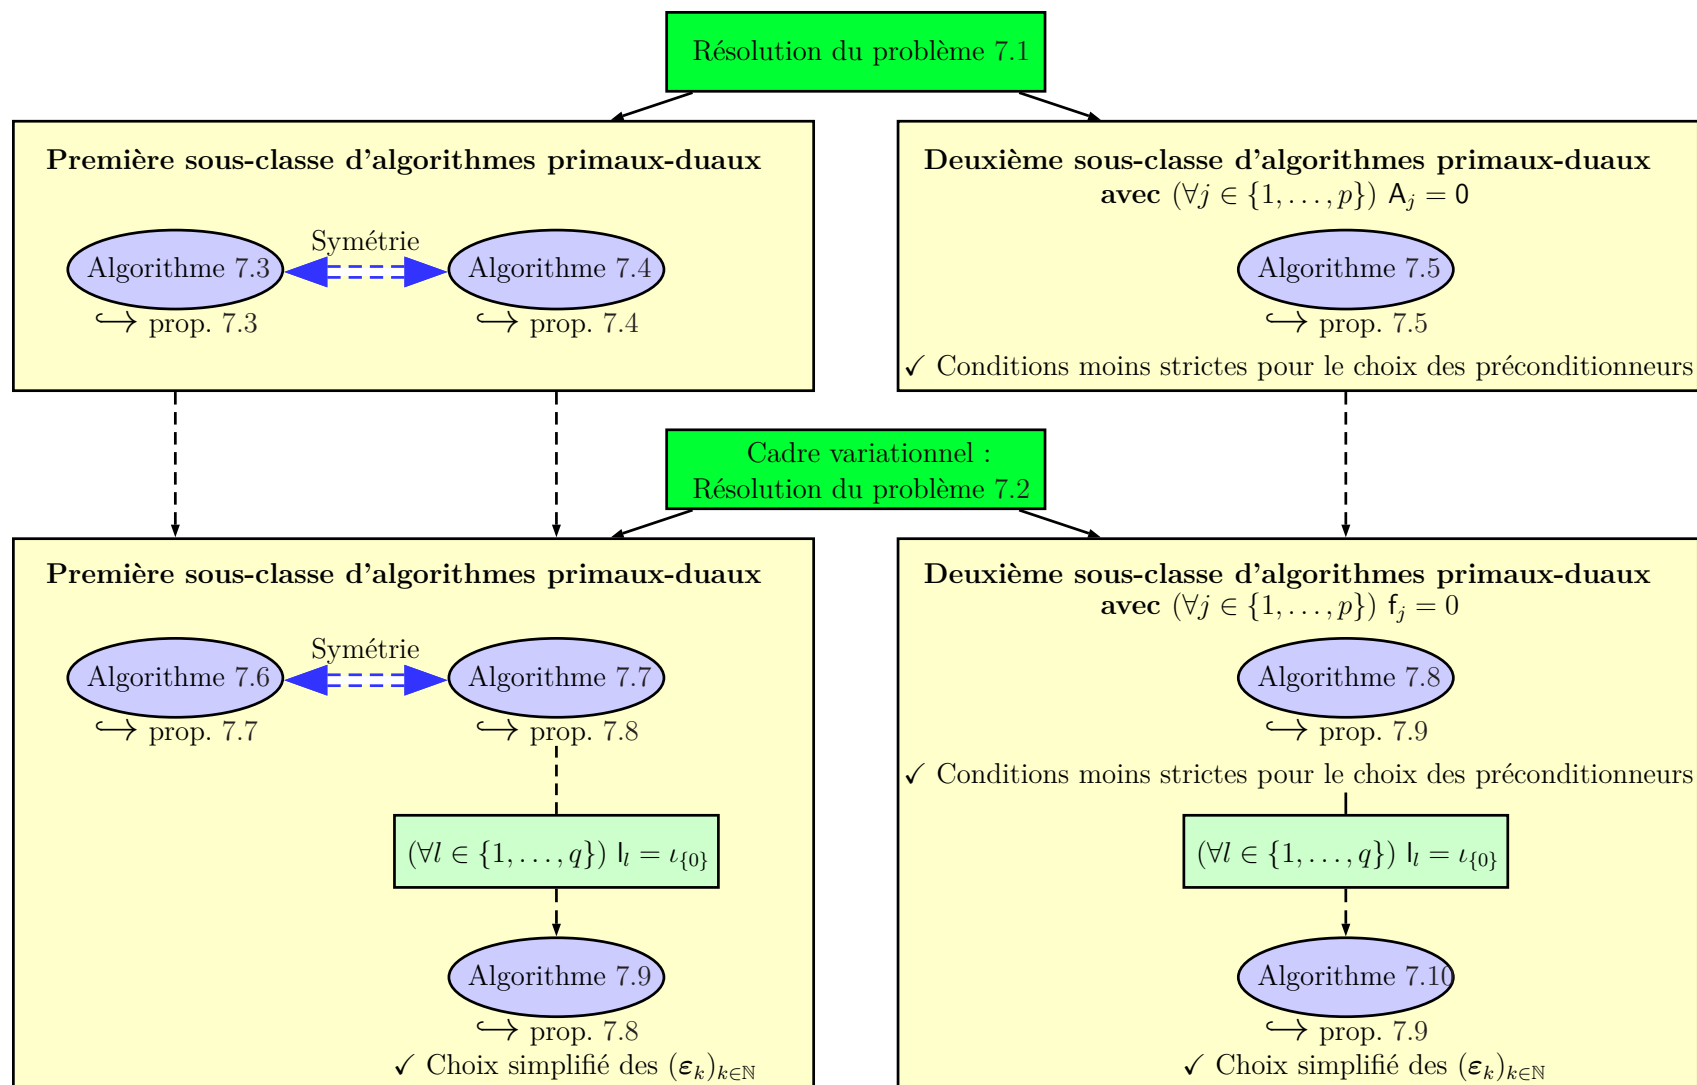 Résolution du problème 7.1
Première sous-classe d'algorithmes primaux-duaux
Symétrie
Algorithme 7.3
Algorithme 7.4
↪ prop. 7.3
↪ prop. 7.4
Deuxième sous-classe d'algorithmes primaux-duaux
avec (∀j ∈ {1, . . . , p}) A_j = 0
Algorithme 7.5
↪ prop. 7.5
✓ Conditions moins strictes pour le choix des préconditionneurs
Cadre variationnel :
Résolution du problème 7.2
Première sous-classe d'algorithmes primaux-duaux
Symétrie
Algorithme 7.6
Algorithme 7.7
↪ prop. 7.7
↪ prop. 7.8
(∀l ∈ {1, . . . , q}) l_l = ι_{0}
Algorithme 7.9
↪ prop. 7.8
✓ Choix simplifié des (ε_k)_{k∈ℕ}
Deuxième sous-classe d'algorithmes primaux-duaux
avec (∀j ∈ {1, . . . , p}) f_j = 0
Algorithme 7.8
↪ prop. 7.9
✓ Conditions moins strictes pour le choix des préconditionneurs
(∀l ∈ {1, . . . , q}) l_l = ι_{0}
Algorithme 7.10
↪ prop. 7.9
✓ Choix simplifié des (ε_k)_{k∈ℕ}